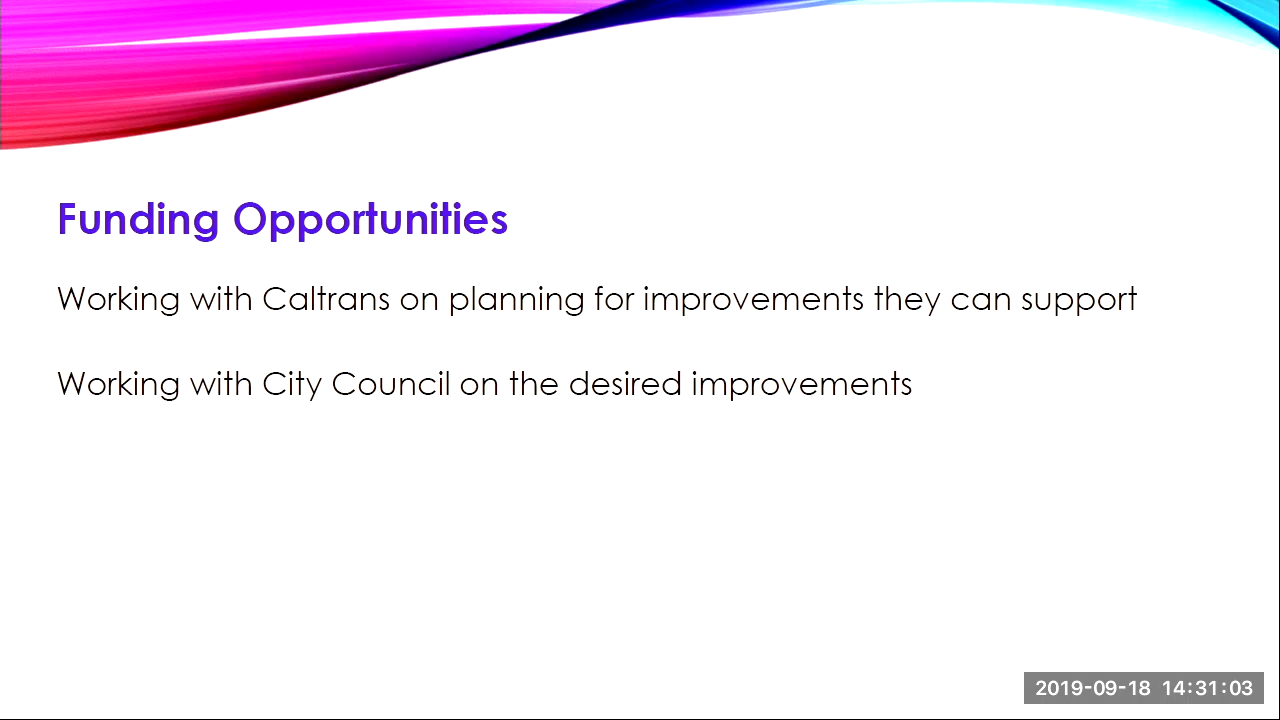 Funding Opportunities
Working with Caltrans on planning for improvements they can support
Working with City Council on the desired improvements
2019-09-18 14:31:03